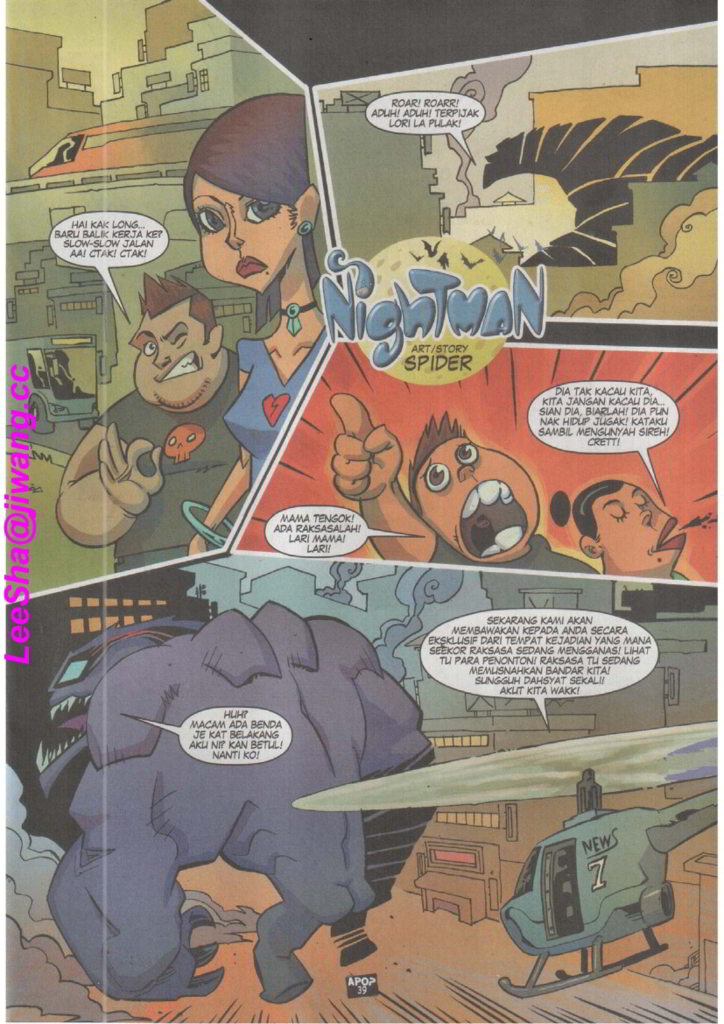 HAI KAK LONG...
BARU BALIK KERJA KE?
SLOW-SLOW JALAN
AA! CTAK! CTAK!
ROAR! ROARR!
ADUH! ADUH! TERPIJAK
LORI LA PULAK!
NIGHTMAN
ART/STORY
SPIDER
MAMA TENGOK!
ADA RAKSASALAH!
LARI MAMA!
LARI!
DIA TAK KACAU KITA,
KITA JANGAN KACAU DIA...
SIAN DIA, BIARLAH! DIA PUN
NAK HIDUP JUGAK! KATAKU
SAMBIL MENGUNYAH SIREH!
CRETT!
HUH?
MACAM ADA BENDA
JE KAT BELAKANG
AKU NI? KAN BETUL!
NANTI KO!
SEKARANG KAMI AKAN
MEMBAWAKAN KEPADA ANDA SECARA
EKSKLUSIF DARI TEMPAT KEJADIAN YANG MANA
SEEKOR RAKSASA SEDANG MENGGANAS! LIHAT
TU PARA PENONTON! RAKSASA TU SEDANG
MEMUSNAHKAN BANDAR KITA!
SUNGGUH DAHSYAT SEKALI!
AKUT KITA WAKK!
NEWS
7
APOP
39
LeeSha@jiwang.cc